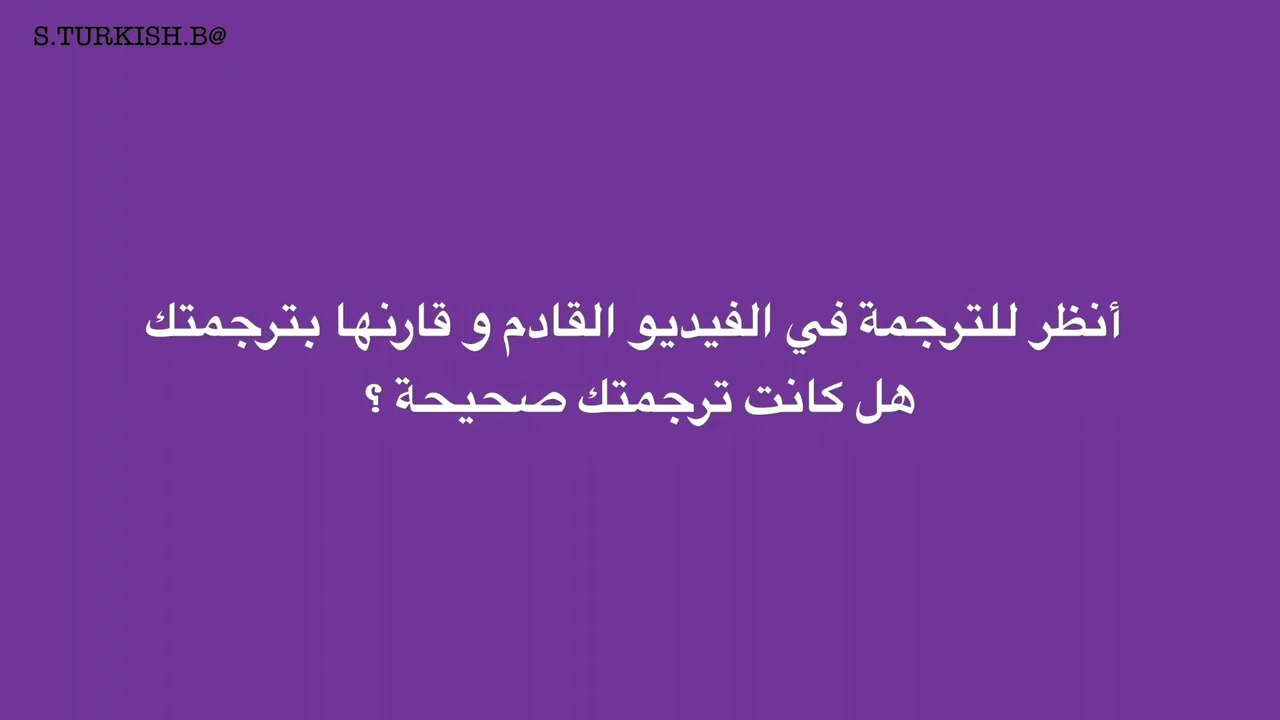 S.TURKISH.B@
أنظر للترجمة في الفيديو القادم و قارنها بترجمتك
هل كانت ترجمتك صحيحة ؟